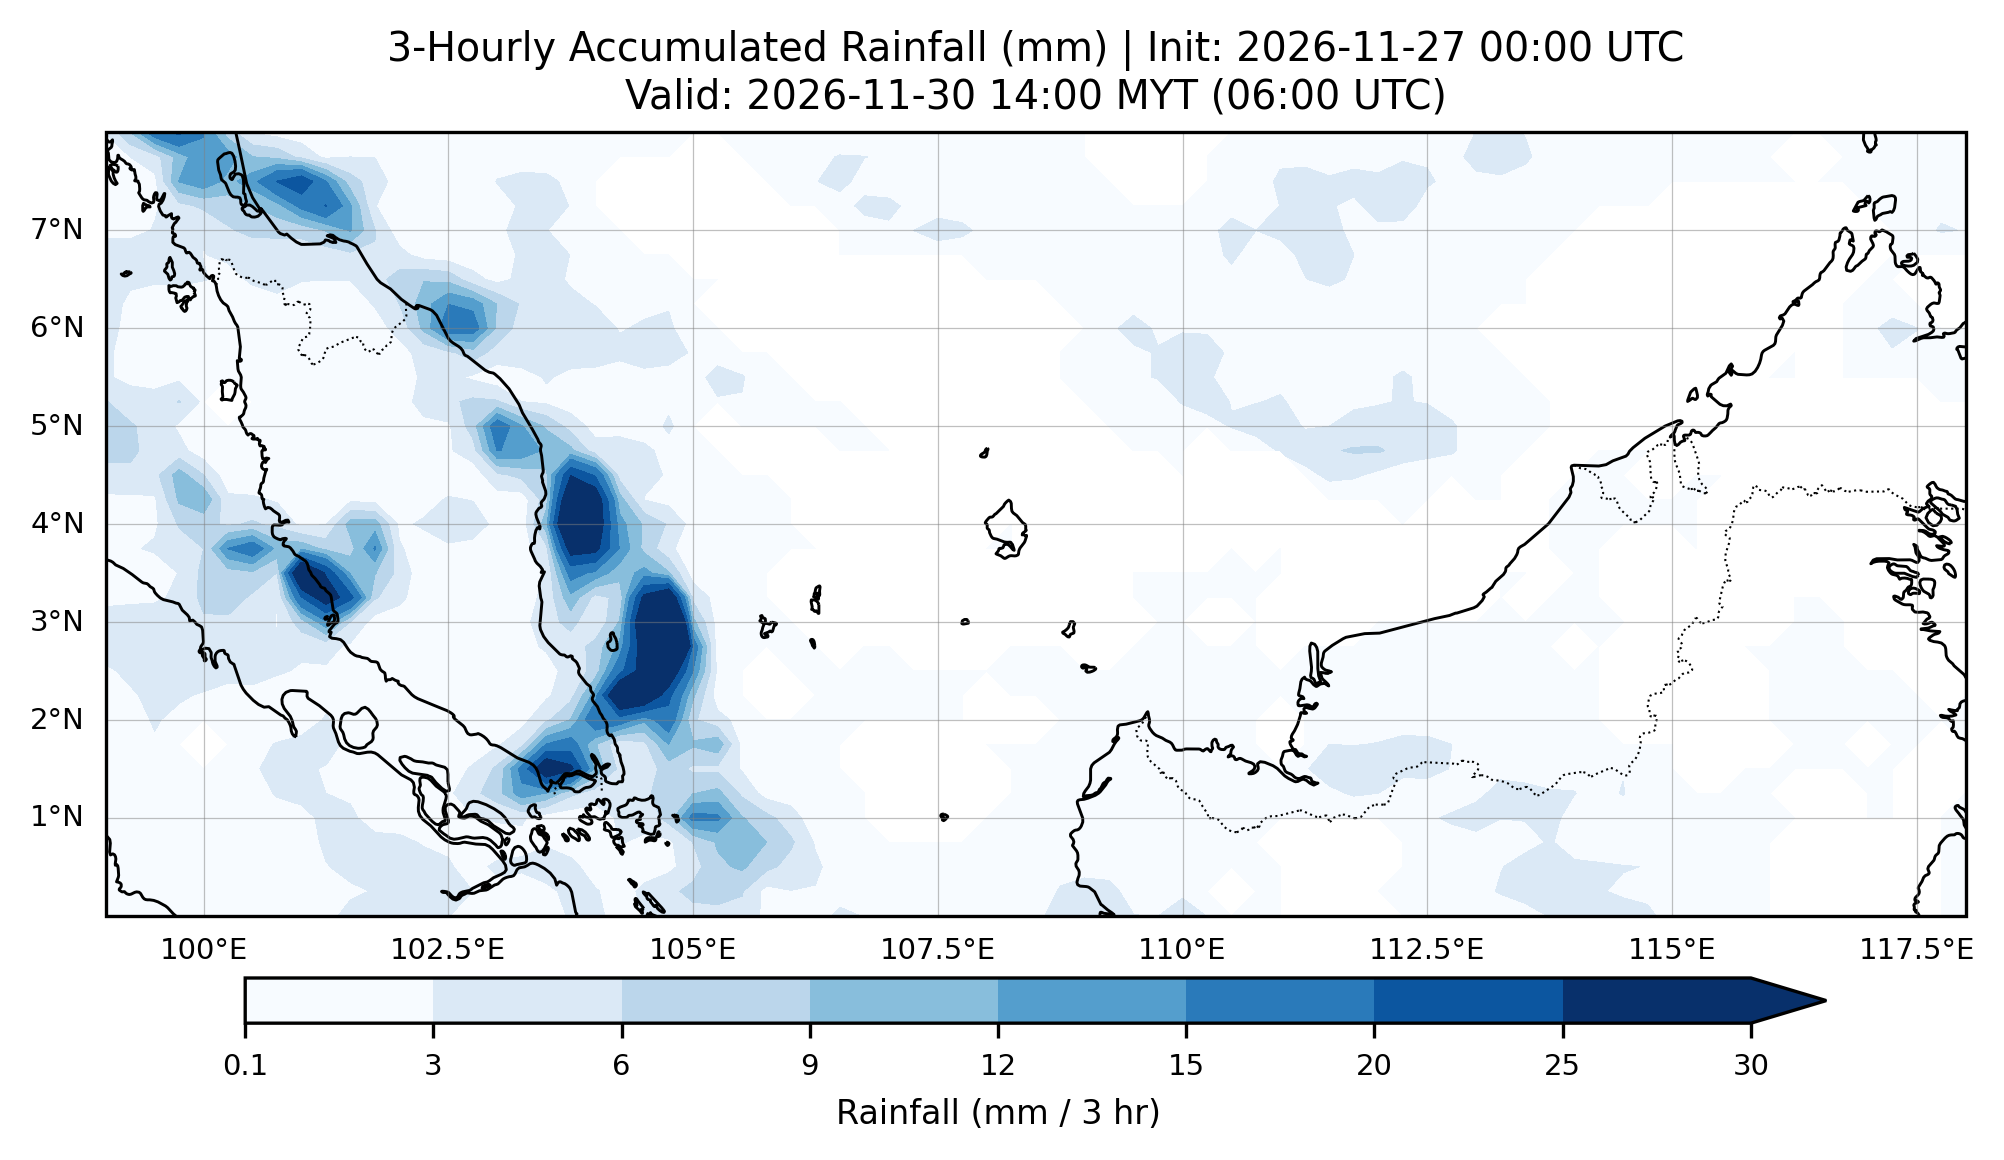 3-Hourly Accumulated Rainfall (mm) | Init: 2026-11-27 00:00 UTC
Valid: 2026-11-30 14:00 MYT (06:00 UTC)
7°N
6°N
5°N
4°N
3°N
2°N
1°N
100°E 102.5°E 105°E 107.5°E 110°E 112.5°E 115°E 117.5°E
0.1 3 6 9 12 15 20 25 30
Rainfall (mm / 3 hr)